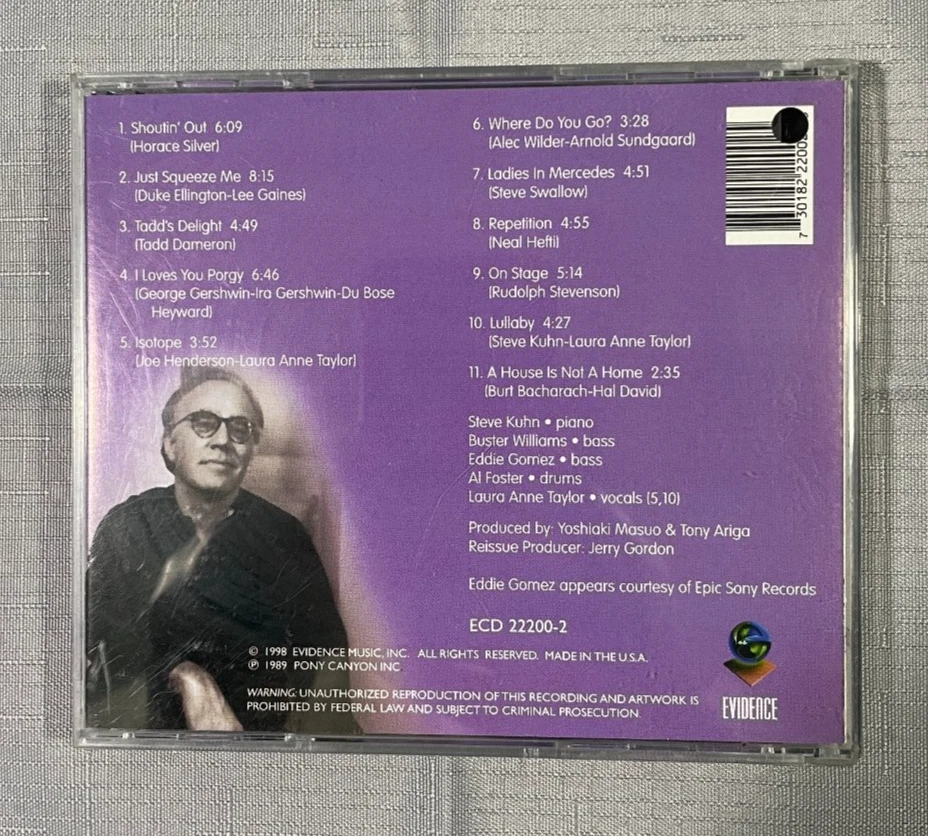 1. Shoutin' Out 6:09
(Horace Silver)
2. Just Squeeze Me 8:15
(Duke Ellington-Lee Gaines)
3. Tadd's Delight 4:49
(Tadd Dameron)
4. I Loves You Porgy 6:46
(George Gershwin-Ira Gershwin-Du Bose
Heyward)
5. Isotope 3:52
(Joe Henderson-Laura Anne Taylor)
6. Where Do You Go? 3:28
(Alec Wilder-Arnold Sundgaard)
7. Ladies In Mercedes 4:51
(Steve Swallow)
8. Repetition 4:55
(Neal Hefti)
9. On Stage 5:14
(Rudolph Stevenson)
10. Lullaby 4:27
(Steve Kuhn-Laura Anne Taylor)
11. A House Is Not A Home 2:35
(Burt Bacharach-Hal David)
Steve Kuhn • piano
Buster Williams • bass
Eddie Gomez • bass
Al Foster • drums
Laura Anne Taylor • vocals (5,10)
Produced by: Yoshiaki Masuo & Tony Ariga
Reissue Producer: Jerry Gordon
Eddie Gomez appears courtesy of Epic Sony Records
ECD 22200-2
© 1998 EVIDENCE MUSIC, INC. ALL RIGHTS RESERVED. MADE IN THE U.S.A.
℗ 1989 PONY CANYON INC
WARNING: UNAUTHORIZED REPRODUCTION OF THIS RECORDING AND ARTWORK IS
PROHIBITED BY FEDERAL LAW AND SUBJECT TO CRIMINAL PROSECUTION.
EVIDENCE
7 30182